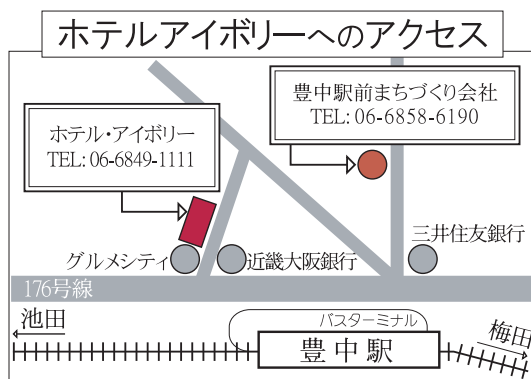 ホテルアイボリーへのアクセス
豊中駅前まちづくり会社
TEL：06-6858-6190
ホテル・アイボリー
TEL：06-6849-1111
三井住友銀行
グルメシティ
近畿大阪銀行
176号線
池田
バスターミナル
梅田
豊中駅